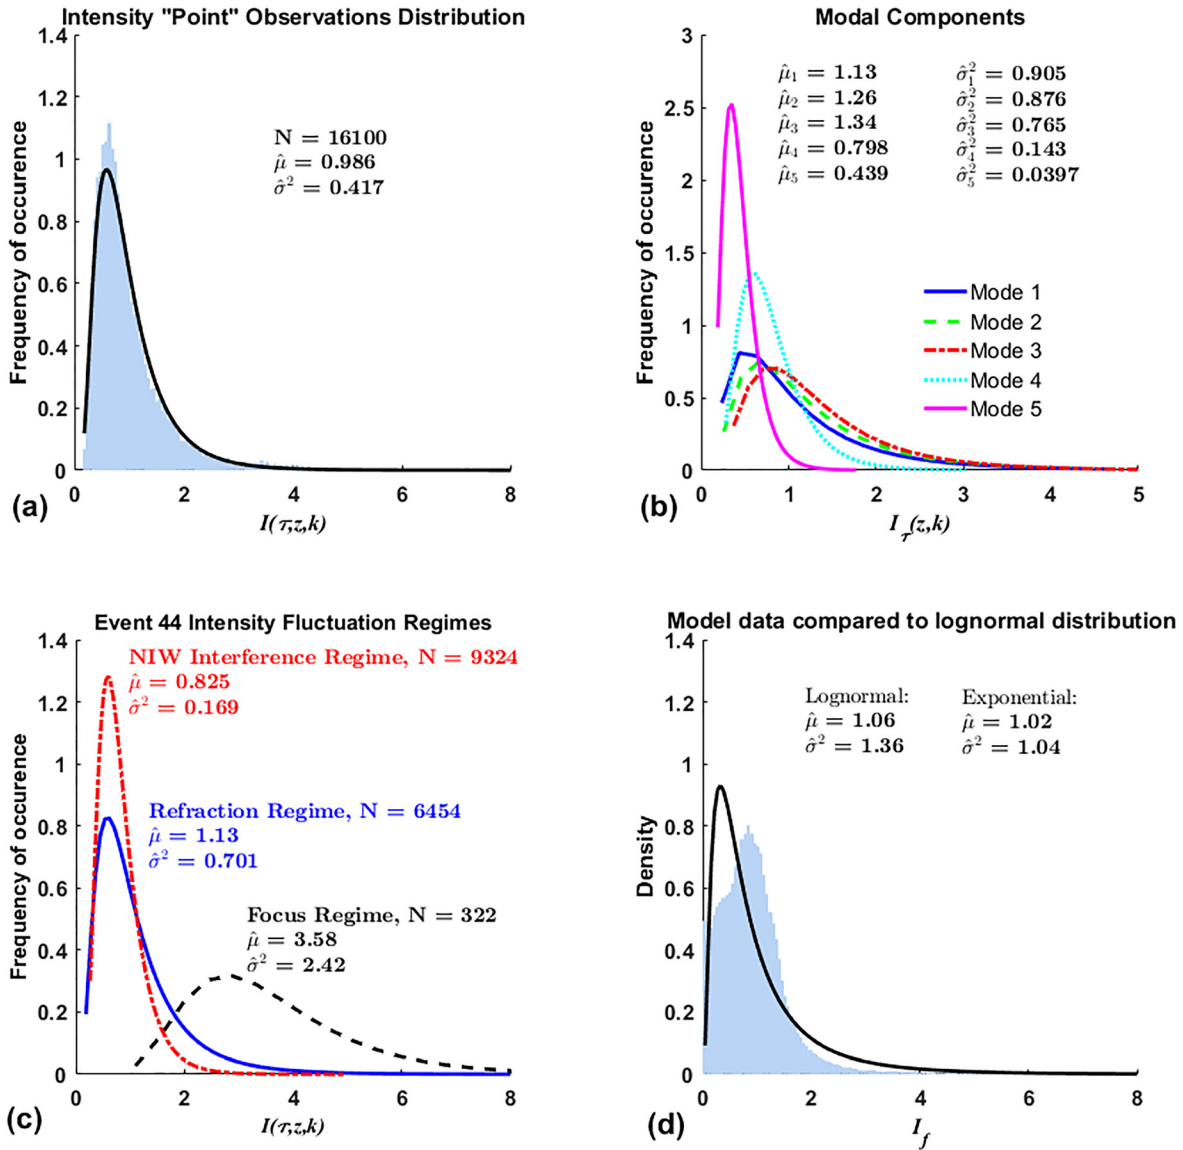 Intensity "Point" Observations Distribution
Frequency of occurence
1.4
1.2
1
0.8
0.6
0.4
0.2
0
N = 16100
μ̂ = 0.986
σ̂² = 0.417
0 2 4 6 8
(a)
I(τ,z,k)
Modal Components
Frequency of occurence
3
2.5
2
1.5
1
0.5
0
μ̂₁ = 1.13
μ̂₂ = 1.26
μ̂₃ = 1.34
μ̂₄ = 0.798
μ̂₅ = 0.439
σ̂₁² = 0.905
σ̂₂² = 0.876
σ̂₃² = 0.765
σ̂₄² = 0.143
σ̂₅² = 0.0397
Mode 1
Mode 2
Mode 3
Mode 4
Mode 5
0 1 2 3 4 5
(b)
I_τ(z,k)
Event 44 Intensity Fluctuation Regimes
Frequency of occurence
1.4
1.2
1
0.8
0.6
0.4
0.2
0
NIW Interference Regime, N = 9324
μ̂ = 0.825
σ̂² = 0.169
Refraction Regime, N = 6454
μ̂ = 1.13
σ̂² = 0.701
Focus Regime, N = 322
μ̂ = 3.58
σ̂² = 2.42
0 2 4 6 8
(c)
I(τ,z,k)
Model data compared to lognormal distribution
Density
1.4
1.2
1
0.8
0.6
0.4
0.2
0
Lognormal:
μ̂ = 1.06
σ̂² = 1.36
Exponential:
μ̂ = 1.02
σ̂² = 1.04
0 2 4 6 8
(d)
I_f